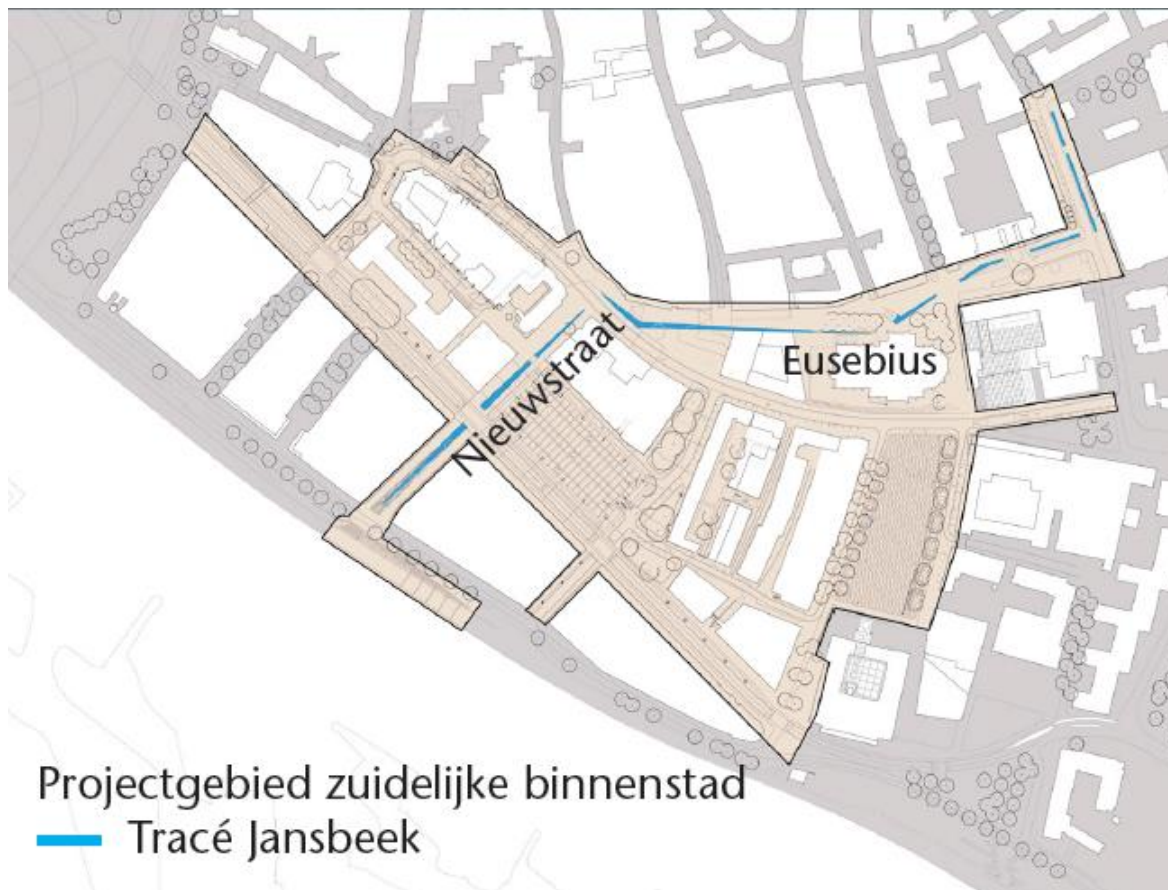 Nieuwstraat
Eusebius
Projectgebied zuidelijke binnenstad
Tracé Jansbeek